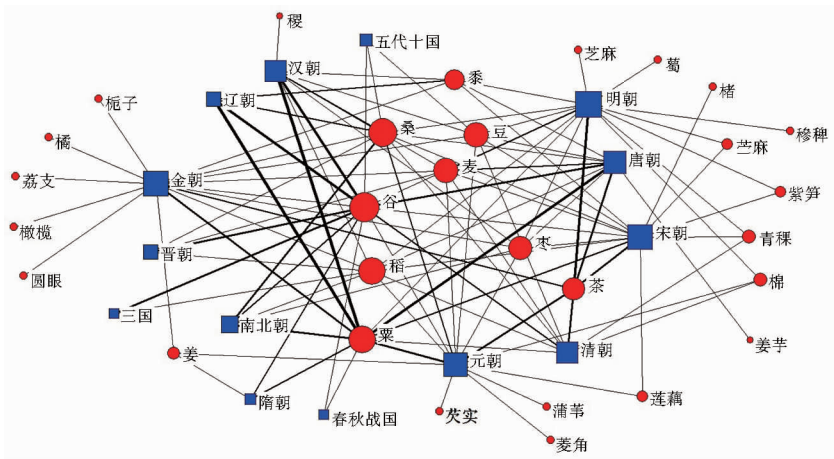 稷
五代十国
汉朝
芝麻
蔓
黍
辽朝
楮
明朝
栀子
穇稗
桑
豆
橘
苎麻
麦
唐朝
荔支
金朝
紫笋
谷
橄榄
宋朝
青稞
晋朝
枣
圆眼
稻
棉
茶
三国
南北朝
粟
姜芋
姜
清朝
元朝
莲藕
隋朝
蒲苇
春秋战国
芡实
菱角